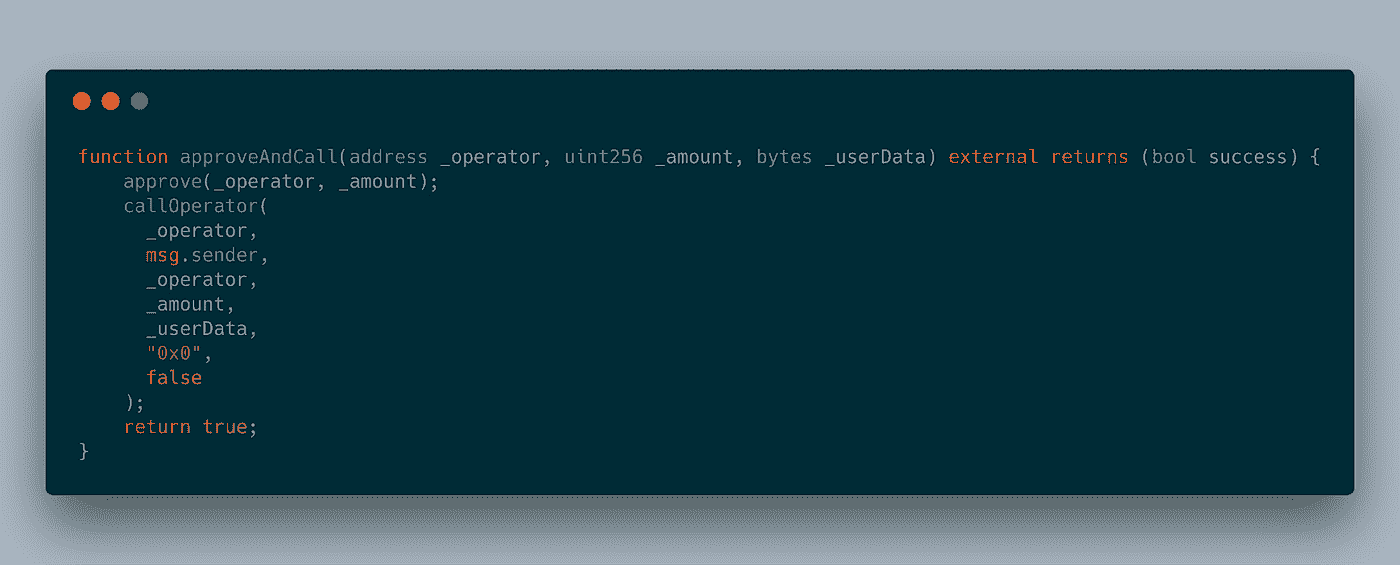 function approveAndCall(address _operator, uint256 _amount, bytes _userData) external returns (bool success) {
    approve(_operator, _amount);
    callOperator(
      _operator,
      msg.sender,
      _operator,
      _amount,
      _userData,
      "0x0",
      false
    );
    return true;
}